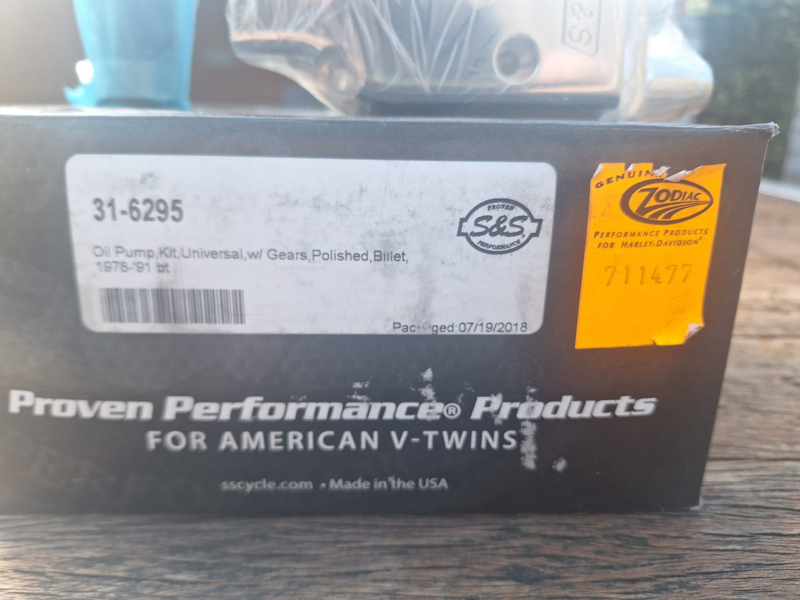 S&S
31-6295
PROVEN
S&S
PERFORMANCE
Oil Pump,Kit,Universal,w/ Gears,Polished,Billet,
1978-'91 bt
Packaged:07/19/2018
GENUINE
ZODIAC
PERFORMANCE PRODUCTS
FOR HARLEY-DAVIDSON®
711477
Proven Performance® Products
FOR AMERICAN V-TWINS
sscycle.com • Made in the USA